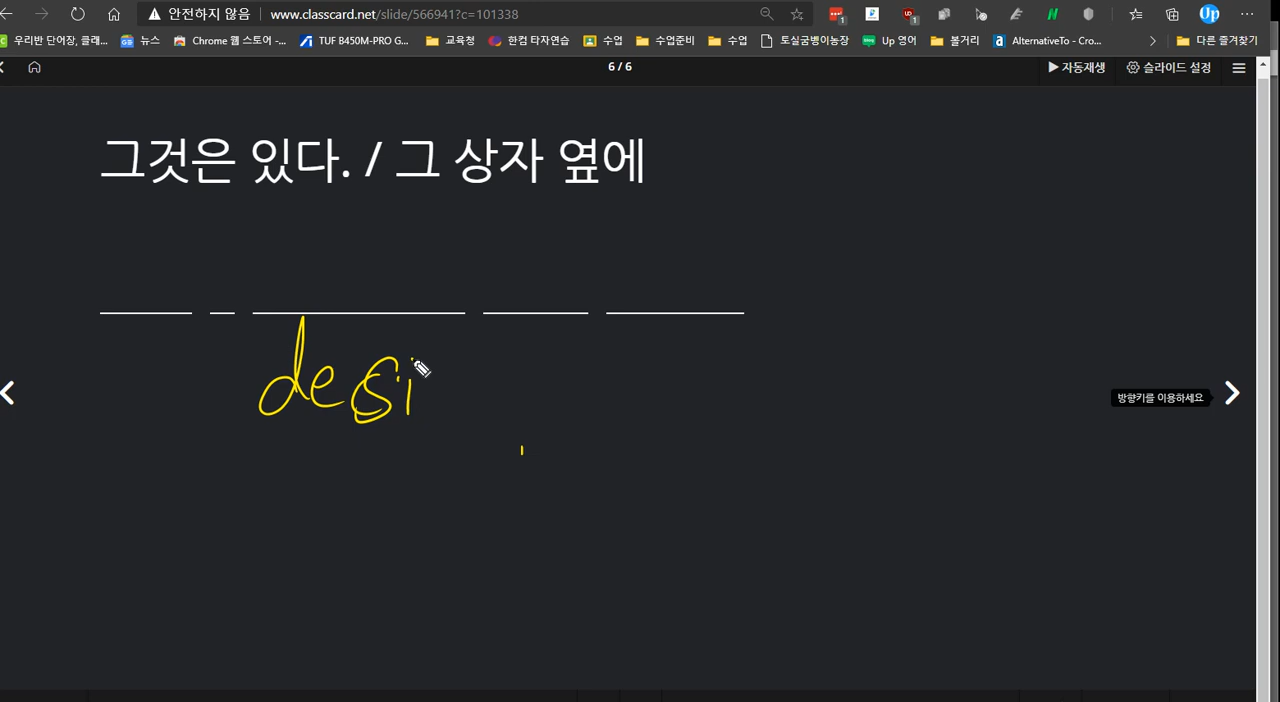 안전하지 않음 www.classcard.net/slide/566941?c=101338
우리반 단어장, 클래... 뉴스 Chrome 웹 스토어 -... TUF B450M-PRO G... 교육청 한컴 타자연습 수업 수업준비 수업 토실굼벵이농장 Up 영어 볼거리 AlternativeTo - Cro... 다른 즐겨찾기
6 / 6 자동재생 슬라이드 설정
그것은 있다. / 그 상자 옆에
desi
방향키를 이용하세요